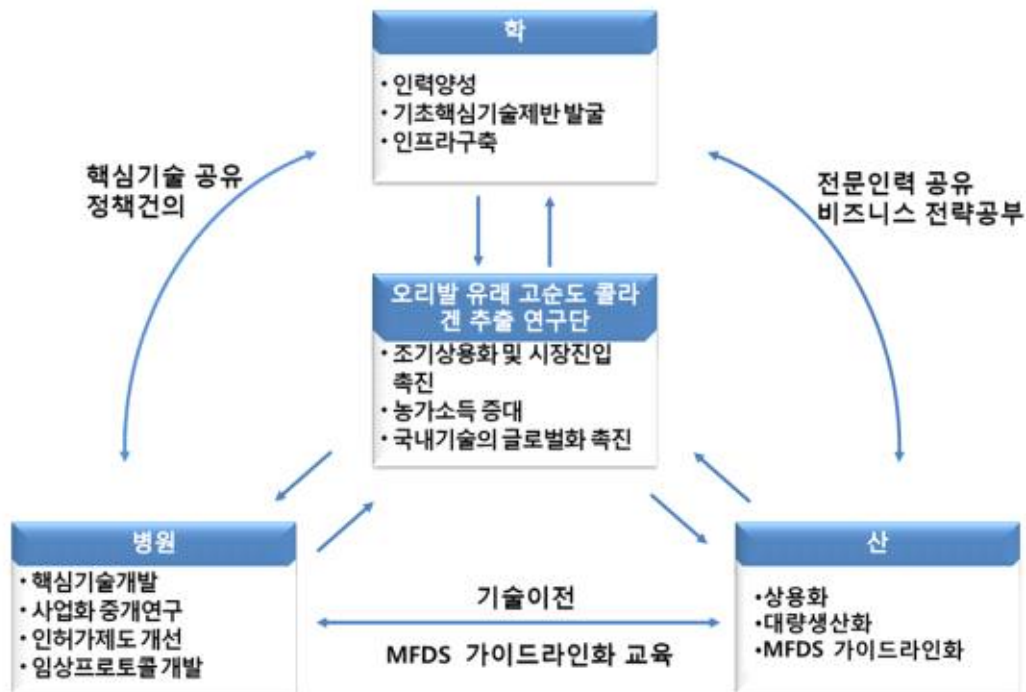 학
• 인력양성
• 기초핵심기술제반 발굴
• 인프라구축
핵심기술 공유
정책건의
전문인력 공유
비즈니스 전략공부
오리발 유래 고순도 콜라
겐 추출 연구단
• 조기상용화 및 시장진입
촉진
• 농가소득 증대
• 국내기술의 글로벌화 촉진
병원
• 핵심기술개발
• 사업화 중개연구
• 인허가제도 개선
• 임상프로토콜 개발
기술이전
MFDS 가이드라인화 교육
산
•상용화
•대량생산화
•MFDS 가이드라인화